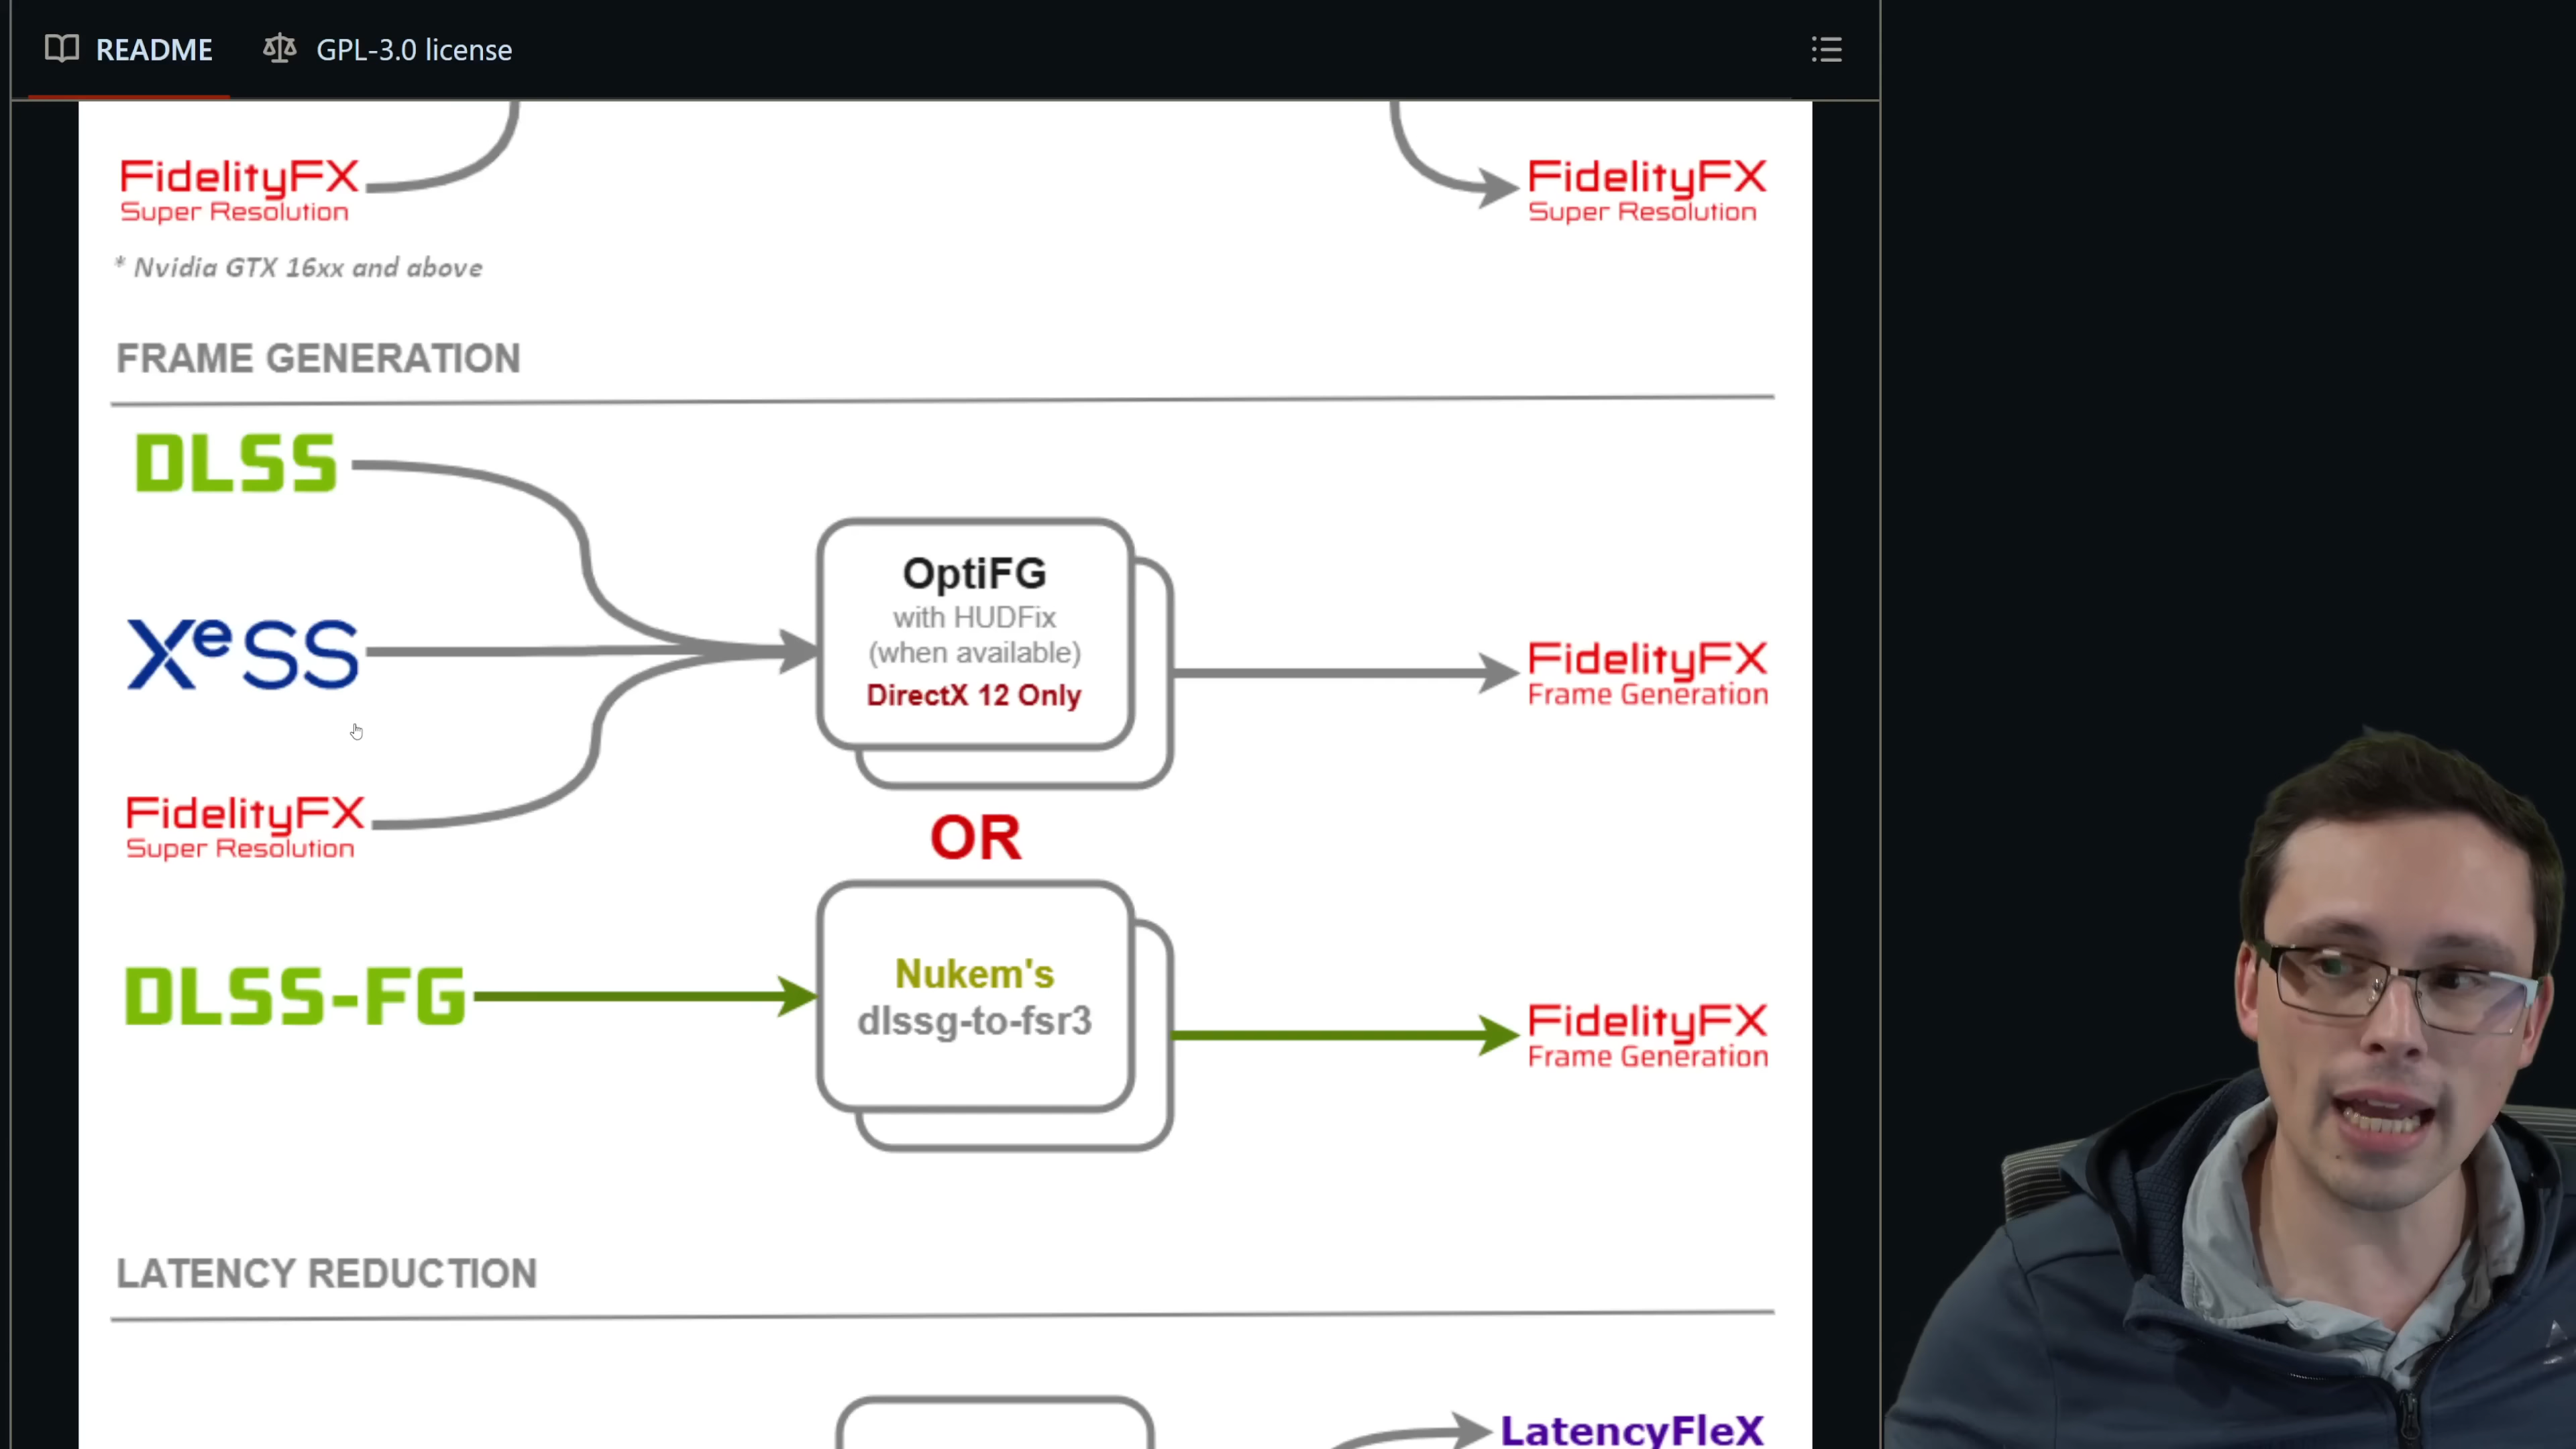 README
GPL-3.0 license
FidelityFX
Super Resolution
FidelityFX
Super Resolution
* Nvidia GTX 16xx and above
FRAME GENERATION
DLSS
XeSS
FidelityFX
Super Resolution
OptiFG
with HUDFix
(when available)
DirectX 12 Only
FidelityFX
Frame Generation
OR
DLSS-FG
Nukem's
dlssg-to-fsr3
FidelityFX
Frame Generation
LATENCY REDUCTION
LatencyFleX